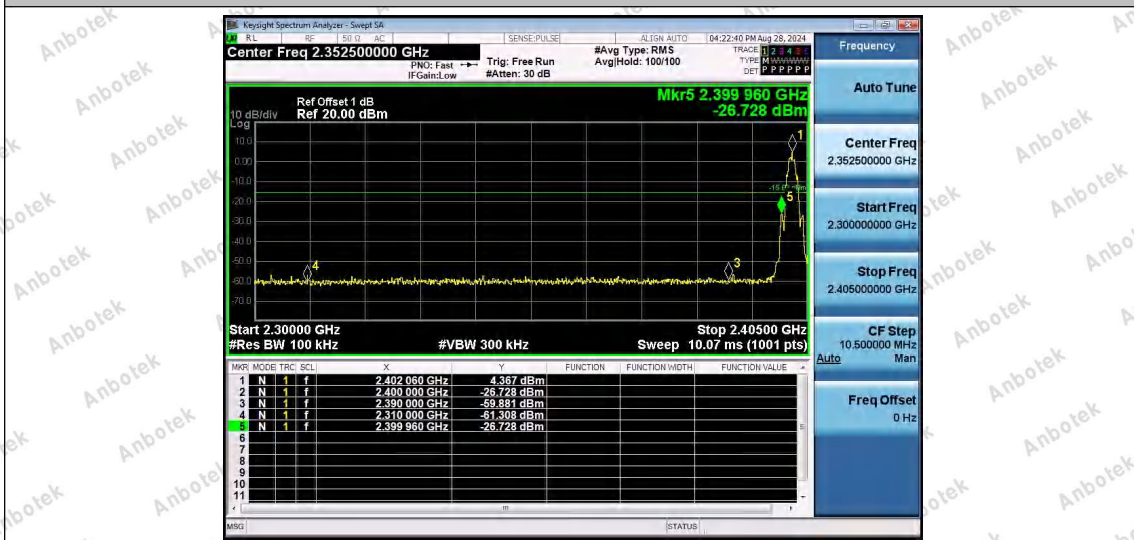 Keysight Spectrum Analyzer - Swept SA
RL RF 50 Ω AC SENSE:PULSE ALIGN AUTO 04:22:40 PM Aug 28, 2024
Center Freq 2.352500000 GHz
PNO: Fast
IFGain:Low
Trig: Free Run
#Atten: 30 dB
#Avg Type: RMS
Avg|Hold: 100/100
TRACE 1 2 3 4 5 6
TYPE M WWWWW
DET P P P P P P
Frequency
Ref Offset 1 dB
10 dB/div Ref 20.00 dBm
Log
Mkr5 2.399 960 GHz
-26.728 dBm
10.0
0.00
-10.0
-20.0
-30.0
-40.0
-50.0
-60.0
-70.0
1
5
3
4
Start 2.30000 GHz Stop 2.40500 GHz
#Res BW 100 kHz #VBW 300 kHz Sweep 10.07 ms (1001 pts)
MKR MODE TRC SCL X Y FUNCTION FUNCTION WIDTH FUNCTION VALUE
1 N 1 f 2.402 060 GHz 4.367 dBm
2 N 1 f 2.400 000 GHz -26.728 dBm
3 N 1 f 2.390 000 GHz -59.881 dBm
4 N 1 f 2.310 000 GHz -61.308 dBm
5 N 1 f 2.399 960 GHz -26.728 dBm
6
7
8
9
10
11
MSG STATUS
Auto Tune
Center Freq
2.352500000 GHz
Start Freq
2.300000000 GHz
Stop Freq
2.405000000 GHz
CF Step
10.500000 MHz
Auto Man
Freq Offset
0 Hz
Anbotek